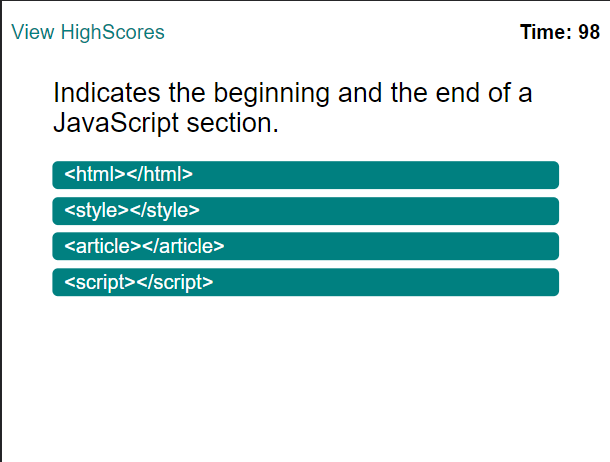 View HighScores
Time: 98
Indicates the beginning and the end of a
JavaScript section.
<html></html>
<style></style>
<article></article>
<script></script>